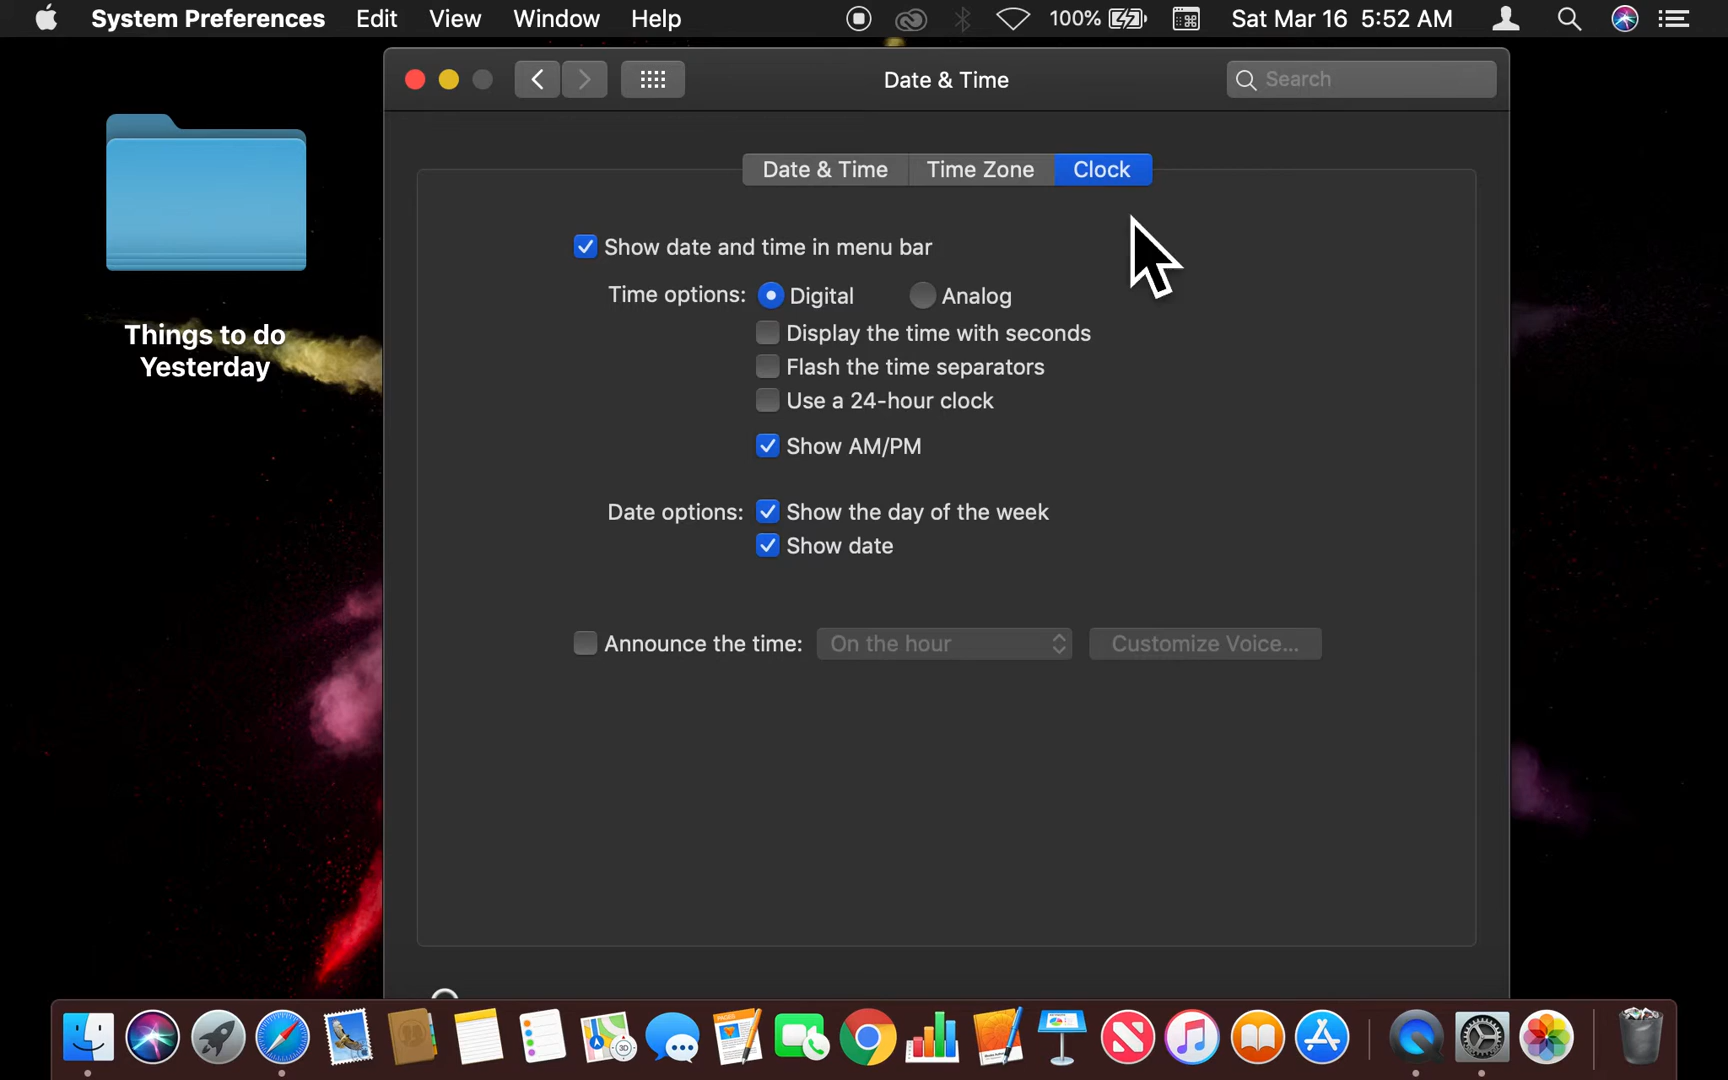 System Preferences Edit View Window Help 100% Sat Mar 16 5:52 AM
Date & Time
Search
Date & Time Time Zone Clock
Show date and time in menu bar
Time options: Digital Analog
Display the time with seconds
Flash the time separators
Use a 24-hour clock
Show AM/PM
Date options: Show the day of the week
Show date
Announce the time: On the hour Customize Voice...
Things to do
Yesterday